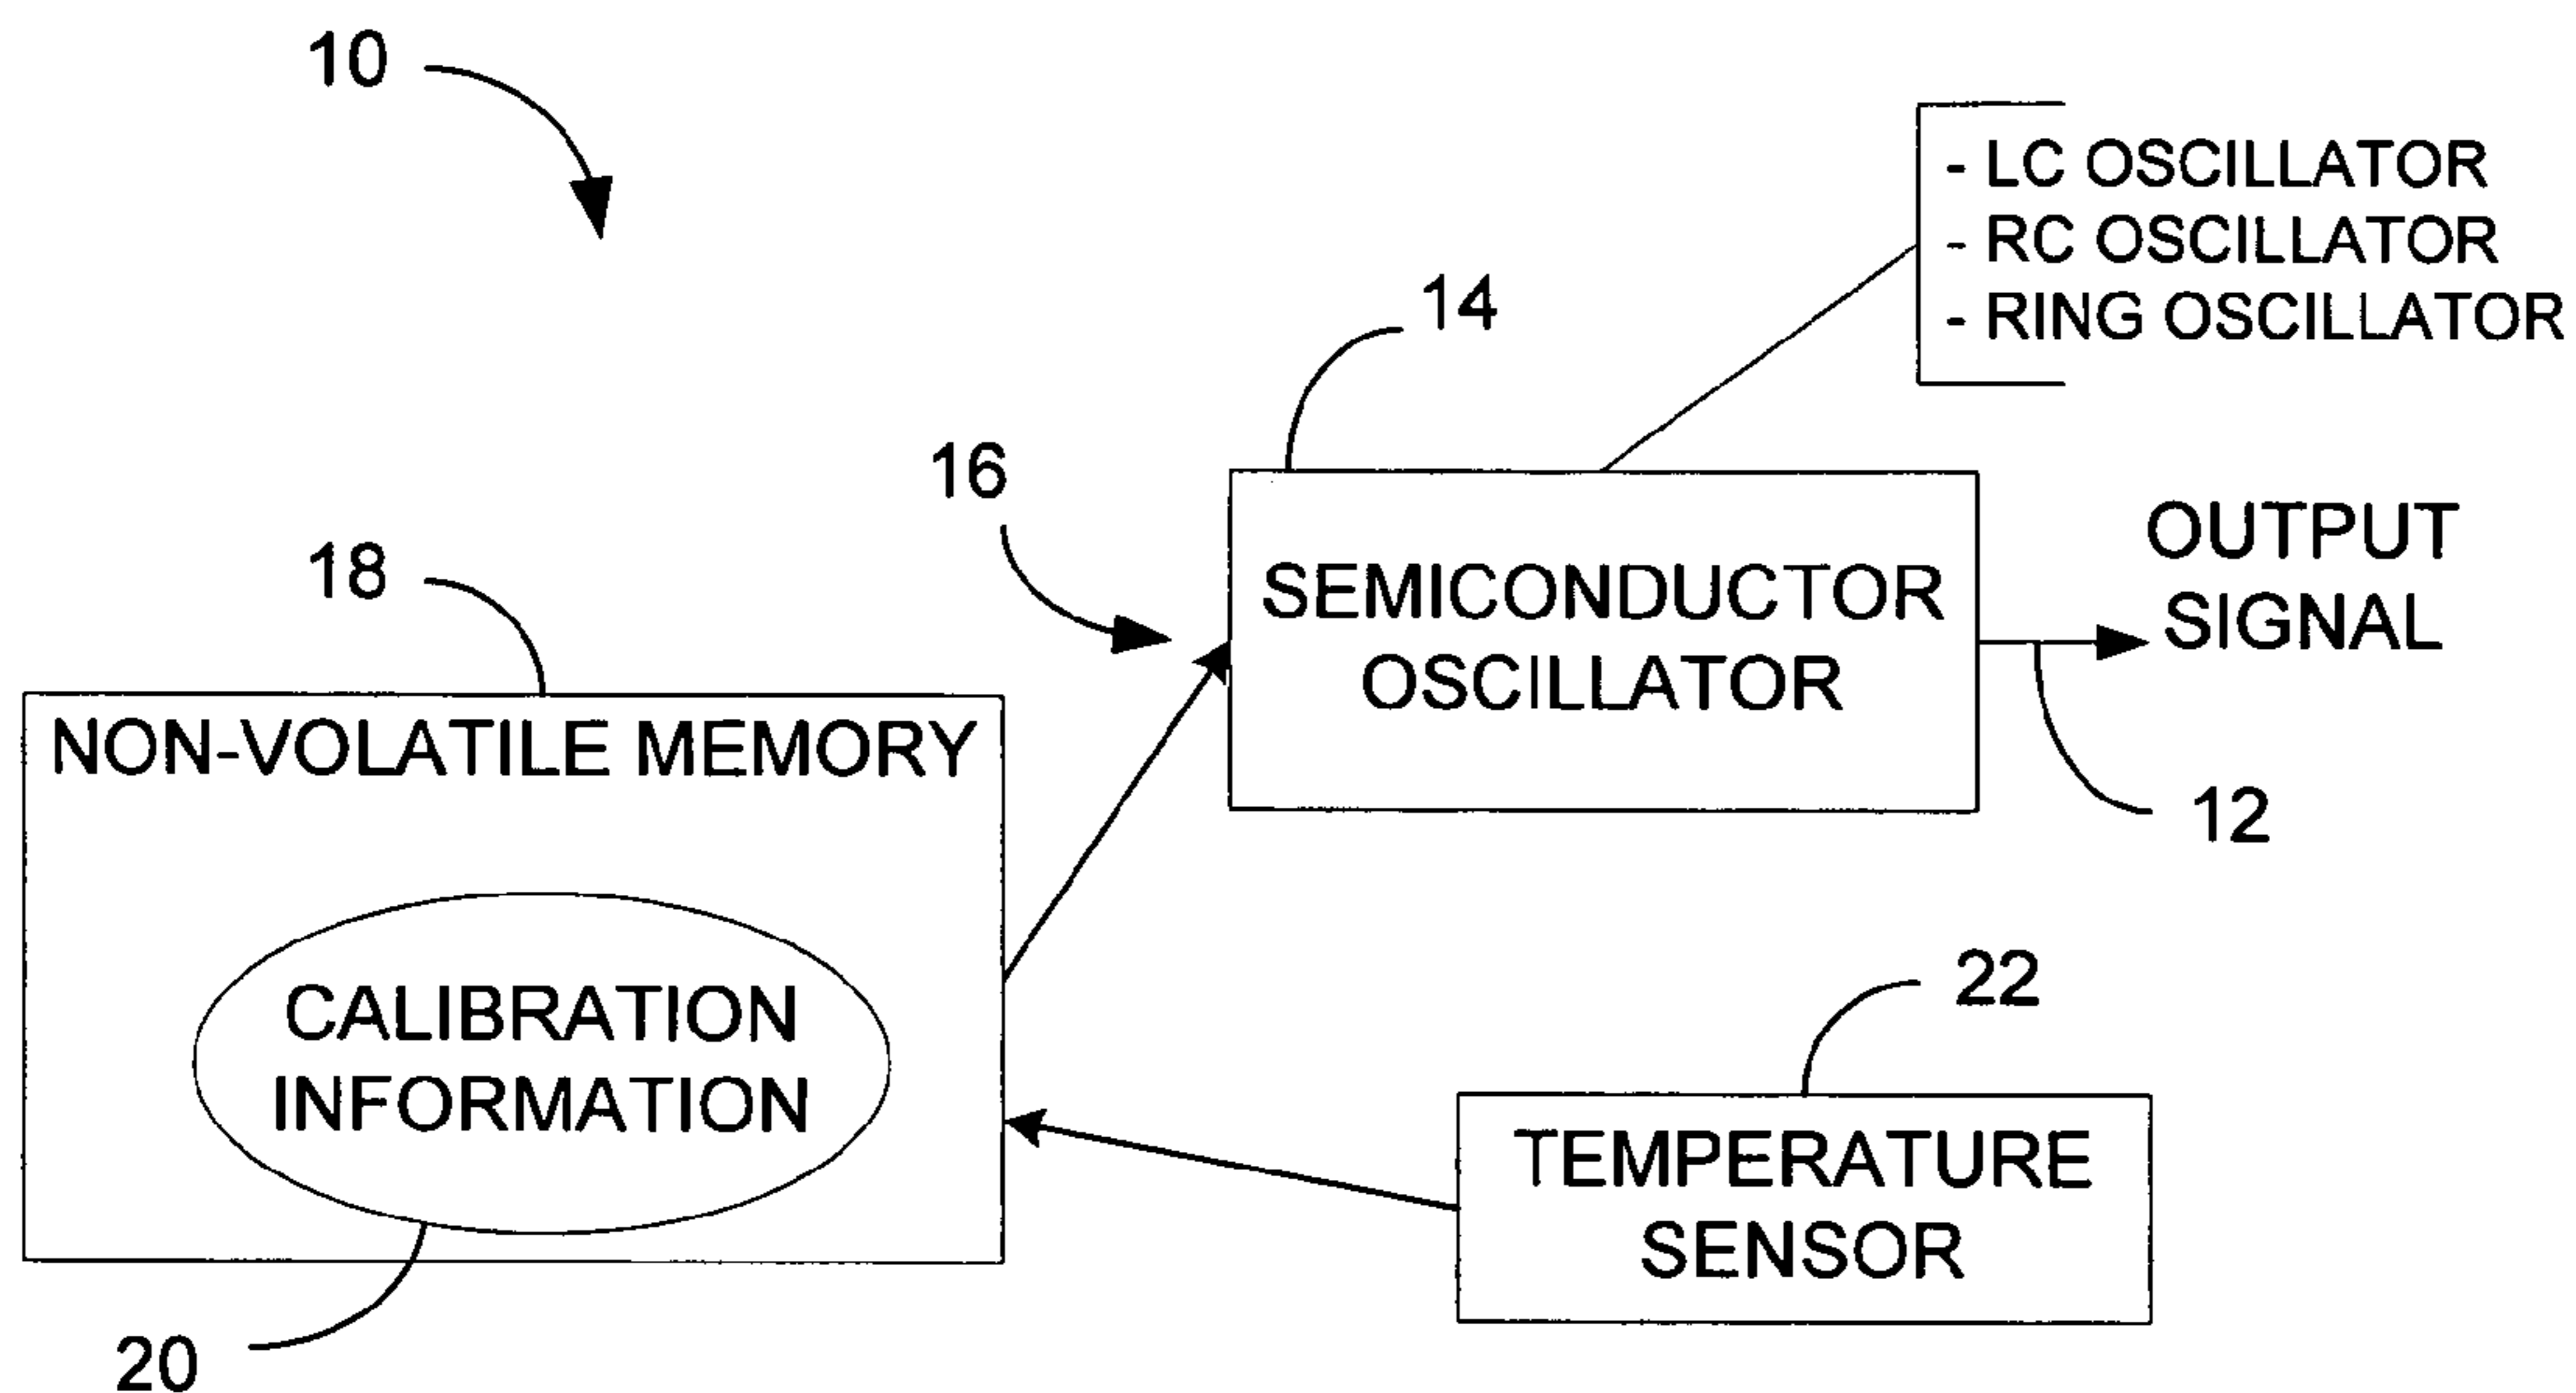 10
- LC OSCILLATOR
- RC OSCILLATOR
- RING OSCILLATOR
14
16
SEMICONDUCTOR
OSCILLATOR
OUTPUT
SIGNAL
12
18
NON-VOLATILE MEMORY
CALIBRATION
INFORMATION
20
22
TEMPERATURE
SENSOR